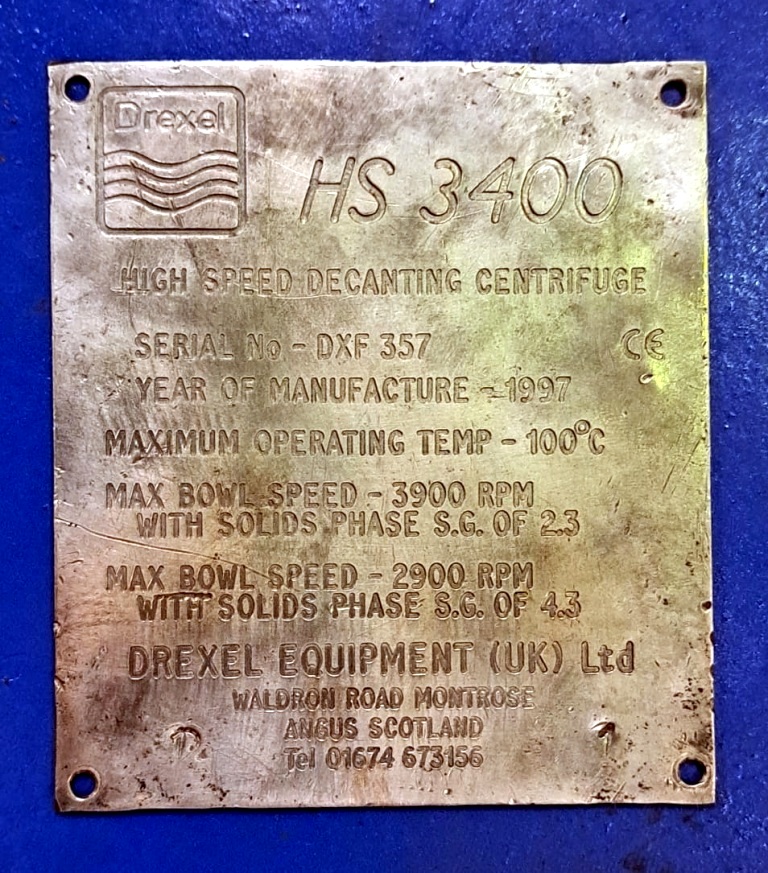 Drexel
HS 3400
HIGH SPEED DECANTING CENTRIFUGE
SERIAL No - DXF 357 CE
YEAR OF MANUFACTURE - 1997
MAXIMUM OPERATING TEMP - 100°C
MAX BOWL SPEED - 3900 RPM
WITH SOLIDS PHASE S.G. OF 2.3
MAX BOWL SPEED - 2900 RPM
WITH SOLIDS PHASE S.G. OF 4.3
DREXEL EQUIPMENT (UK) Ltd
WALDRON ROAD MONTROSE
ANGUS SCOTLAND
Tel 01674 673156